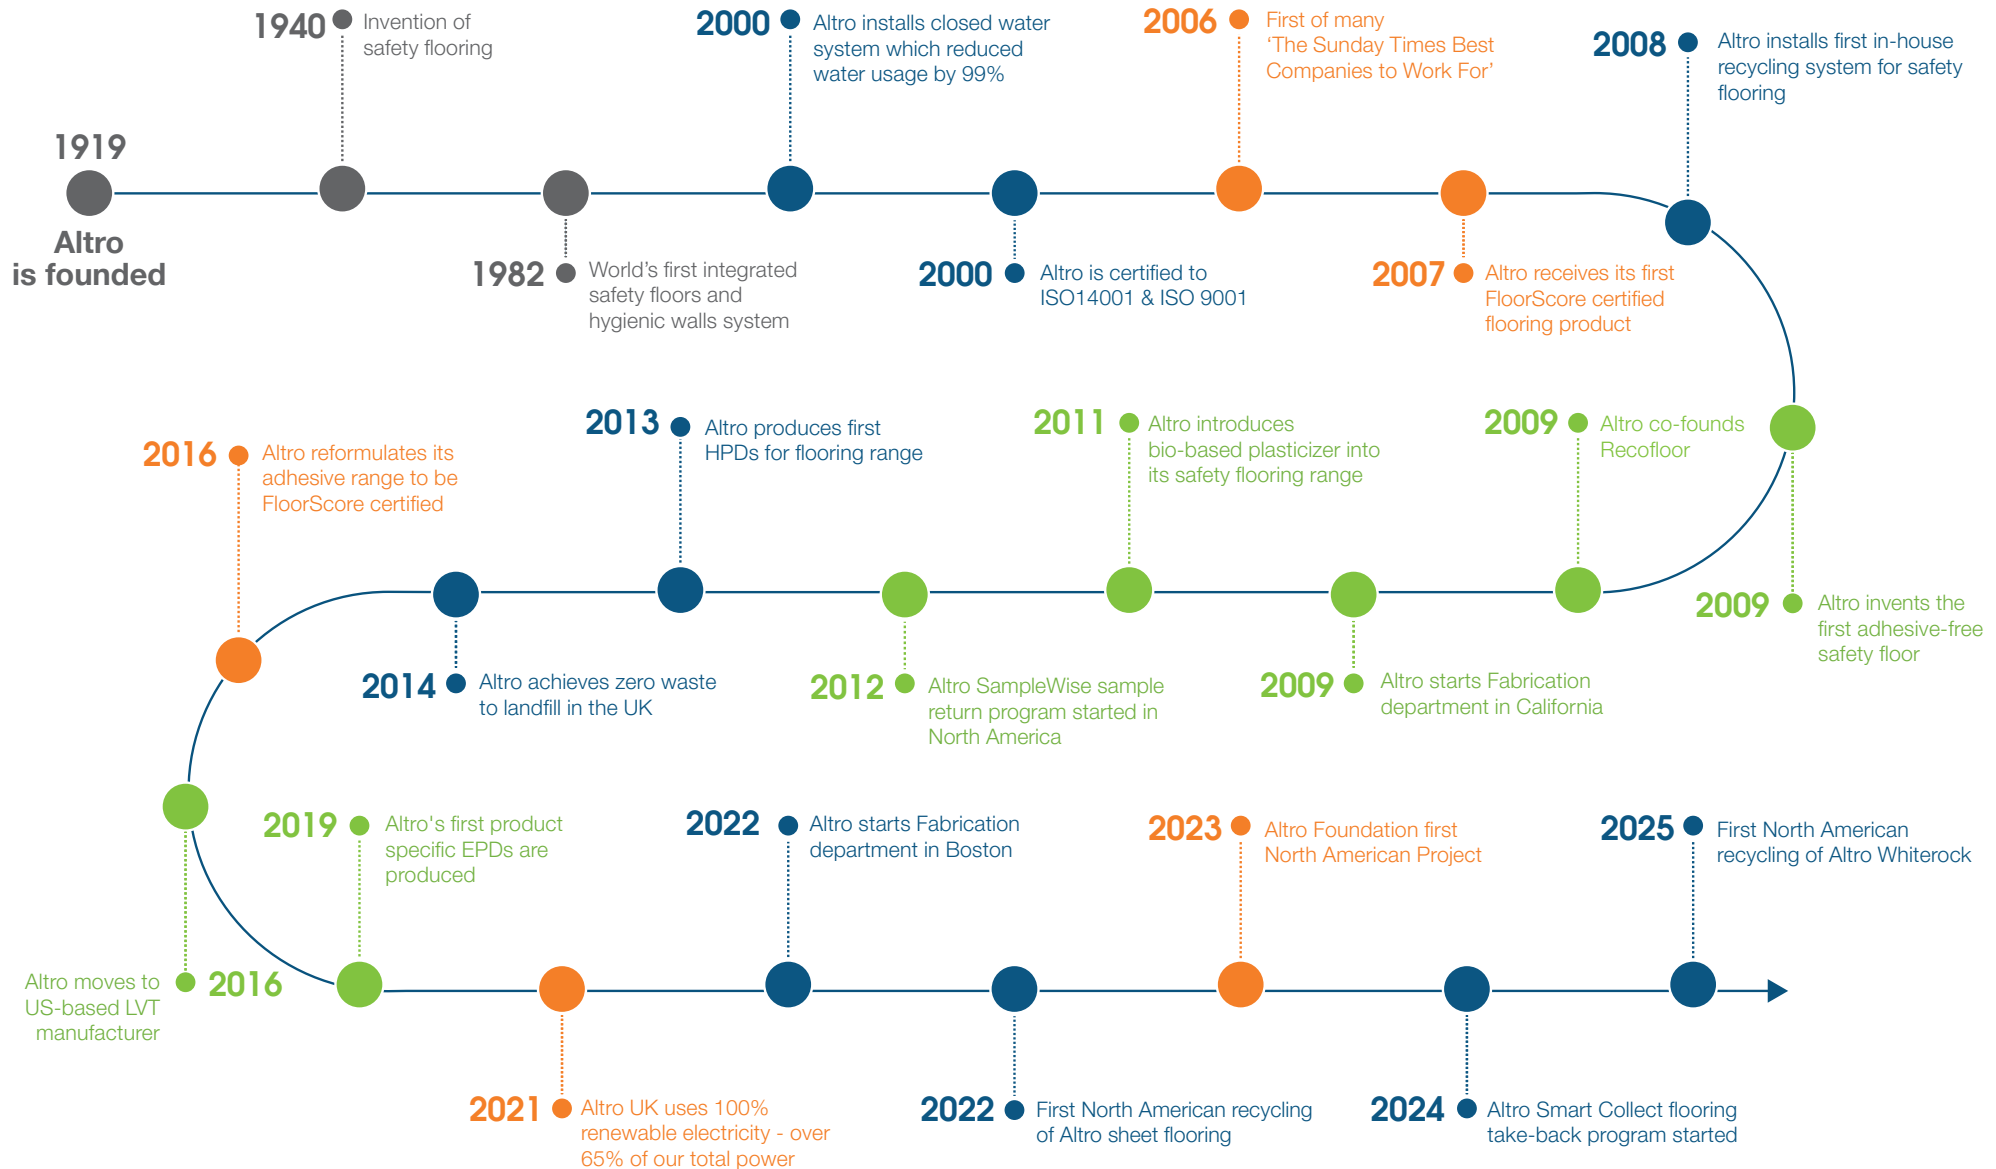 1919
Altro
is founded
1940
Invention of
safety flooring
1982
World’s first integrated
safety floors and
hygienic walls system
2000
Altro installs closed water
system which reduced
water usage by 99%
2000
Altro is certified to
ISO14001 & ISO 9001
2006
First of many
‘The Sunday Times Best
Companies to Work For’
2007
Altro receives its first
FloorScore certified
flooring product
2008
Altro installs first in-house
recycling system for safety
flooring
2009
Altro invents the
first adhesive-free
safety floor
2009
Altro co-founds
Recofloor
2009
Altro starts Fabrication
department in California
2011
Altro introduces
bio-based plasticizer into
its safety flooring range
2012
Altro SampleWise sample
return program started in
North America
2013
Altro produces first
HPDs for flooring range
2014
Altro achieves zero waste
to landfill in the UK
2016
Altro reformulates its
adhesive range to be
FloorScore certified
2016
Altro moves to
US-based LVT
manufacturer
2019
Altro's first product
specific EPDs are
produced
2021
Altro UK uses 100%
renewable electricity - over
65% of our total power
2022
Altro starts Fabrication
department in Boston
2022
First North American recycling
of Altro sheet flooring
2023
Altro Foundation first
North American Project
2024
Altro Smart Collect flooring
take-back program started
2025
First North American
recycling of Altro Whiterock